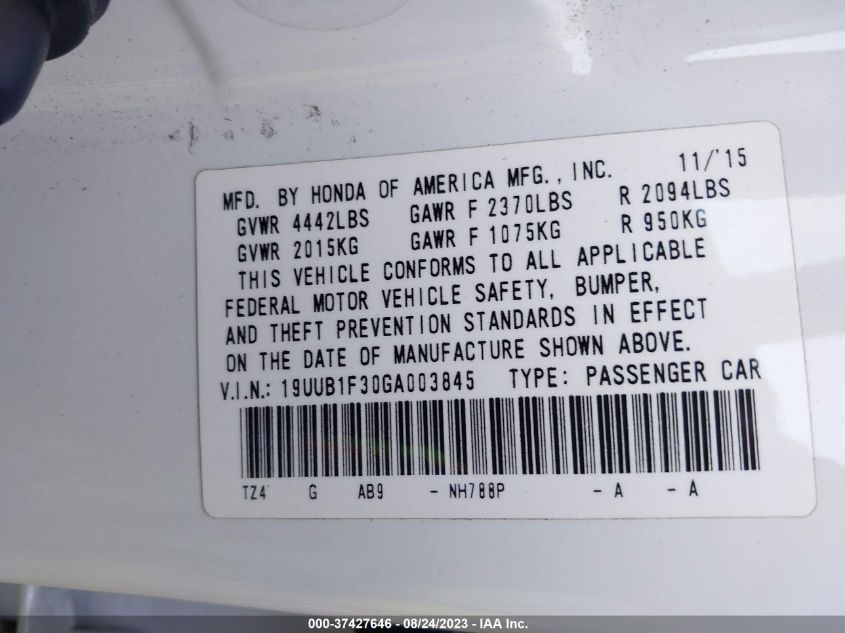 MFD. BY HONDA OF AMERICA MFG., INC. 11/'15
GVWR 4442LBS GAWR F 2370LBS R 2094LBS
GVWR 2015KG GAWR F 1075KG R 950KG
THIS VEHICLE CONFORMS TO ALL APPLICABLE
FEDERAL MOTOR VEHICLE SAFETY, BUMPER,
AND THEFT PREVENTION STANDARDS IN EFFECT
ON THE DATE OF MANUFACTURE SHOWN ABOVE.
V.I.N.: 19UUB1F30GA003845 TYPE: PASSENGER CAR
TZ4 G AB9 - NH788P - A - A
000-37427646 - 08/24/2023 - IAA Inc.